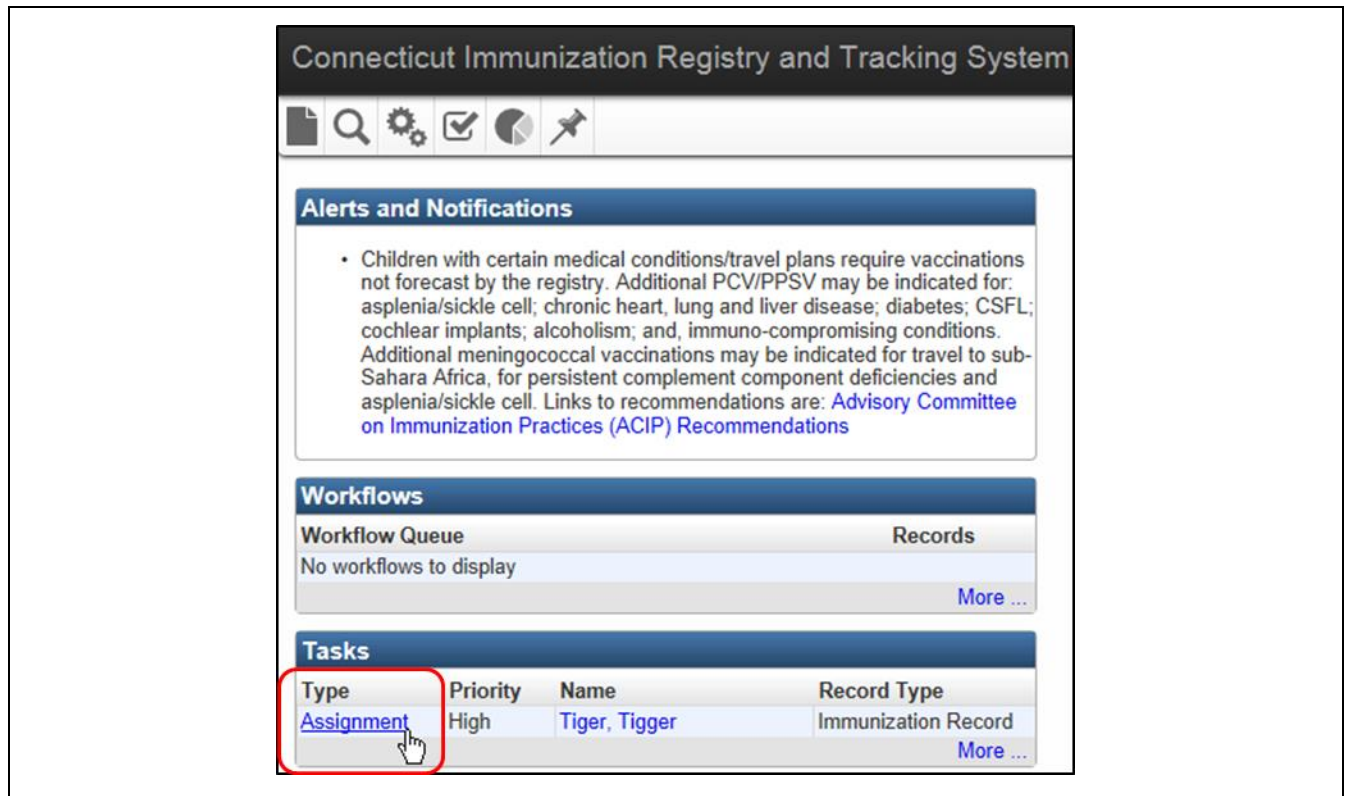 Connecticut Immunization Registry and Tracking System
Alerts and Notifications
• Children with certain medical conditions/travel plans require vaccinations
not forecast by the registry. Additional PCV/PPSV may be indicated for:
asplenia/sickle cell; chronic heart, lung and liver disease; diabetes; CSFL;
cochlear implants; alcoholism; and, immuno-compromising conditions.
Additional meningococcal vaccinations may be indicated for travel to sub-
Sahara Africa, for persistent complement component deficiencies and
asplenia/sickle cell. Links to recommendations are: Advisory Committee
on Immunization Practices (ACIP) Recommendations
Workflows
Workflow Queue Records
No workflows to display
More ...
Tasks
Type Priority Name Record Type
Assignment High Tiger, Tigger Immunization Record
More ...